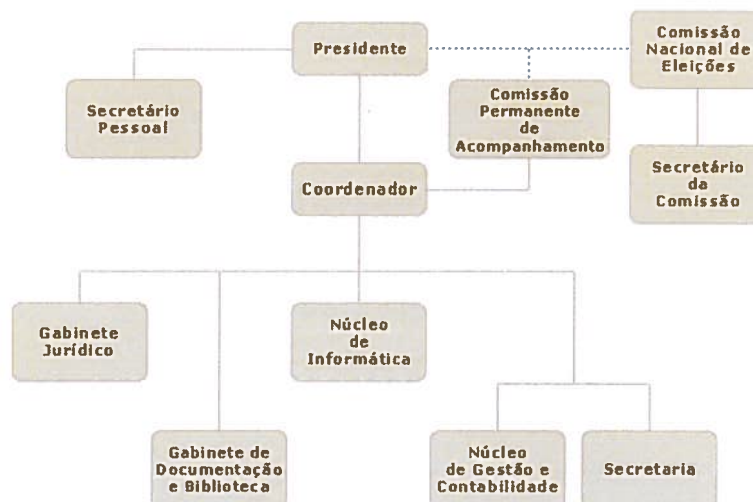 Presidente
Comissão
Nacional de
Eleições
Secretário
Pessoal
Comissão
Permanente
de
Acompanhamento
Coordenador
Secretário
da
Comissão
Gabinete
Jurídico
Núcleo
de
Informática
Gabinete de
Documentação
e Biblioteca
Núcleo
de Gestão e
Contabilidade
Secretaria